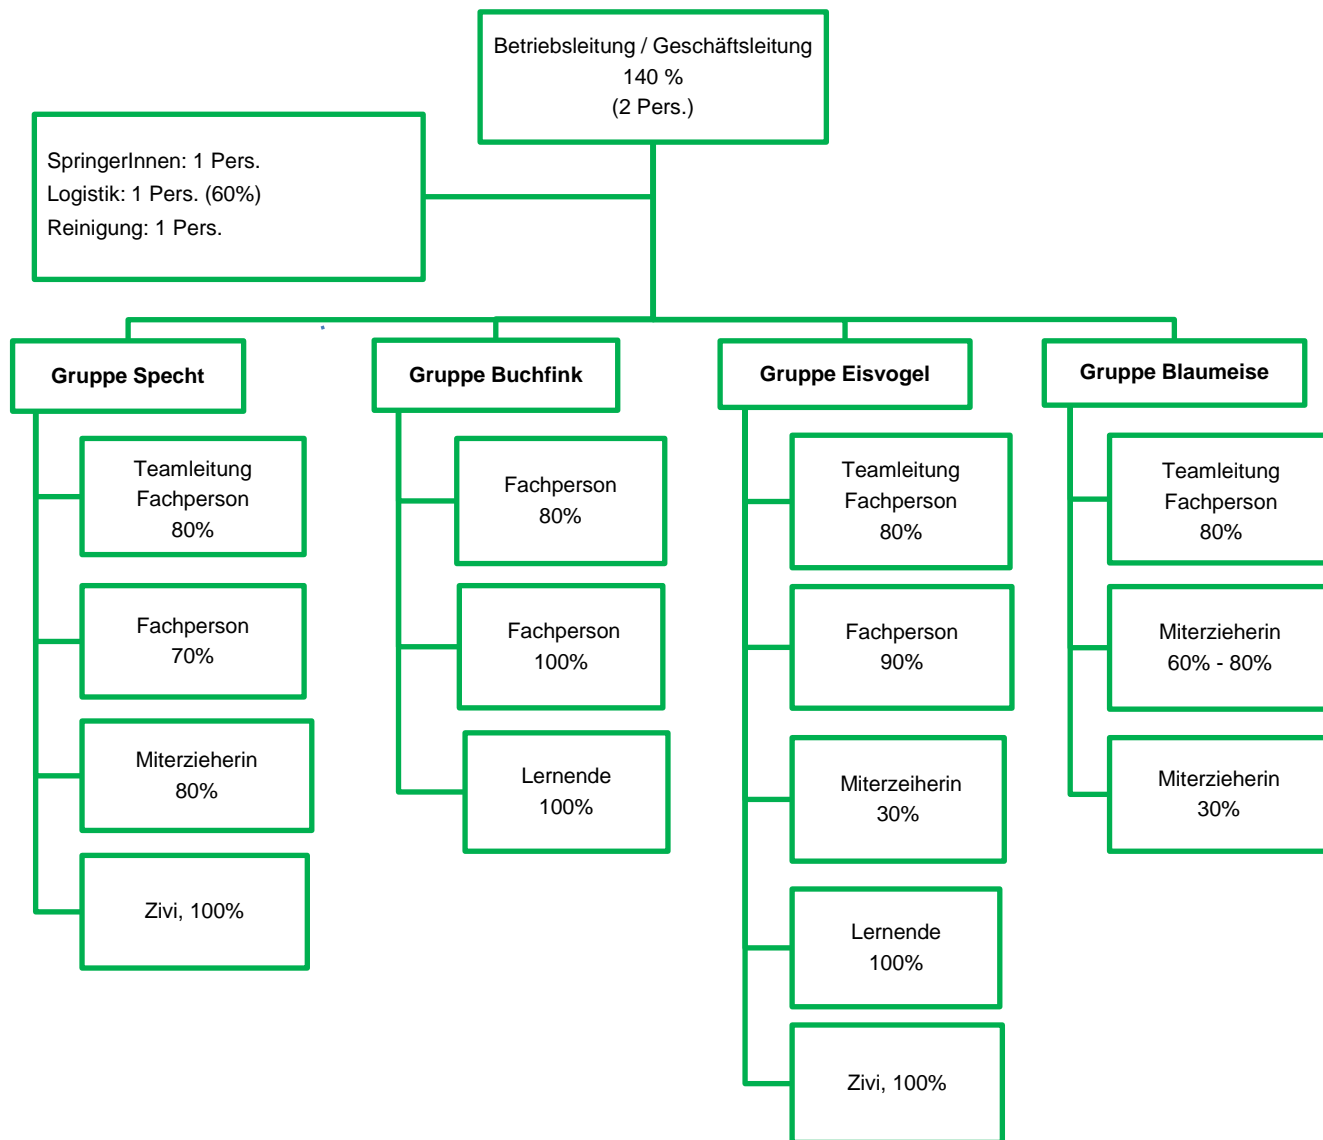 Betriebsleitung / Geschäftsleitung
140 %
(2 Pers.)
SpringerInnen: 1 Pers.
Logistik: 1 Pers. (60%)
Reinigung: 1 Pers.
Gruppe Specht
Teamleitung
Fachperson
80%
Fachperson
70%
Miterzieherin
80%
Zivi, 100%
Gruppe Buchfink
Fachperson
80%
Fachperson
100%
Lernende
100%
Gruppe Eisvogel
Teamleitung
Fachperson
80%
Fachperson
90%
Miterzeiherin
30%
Lernende
100%
Zivi, 100%
Gruppe Blaumeise
Teamleitung
Fachperson
80%
Miterzieherin
60% - 80%
Miterzieherin
30%